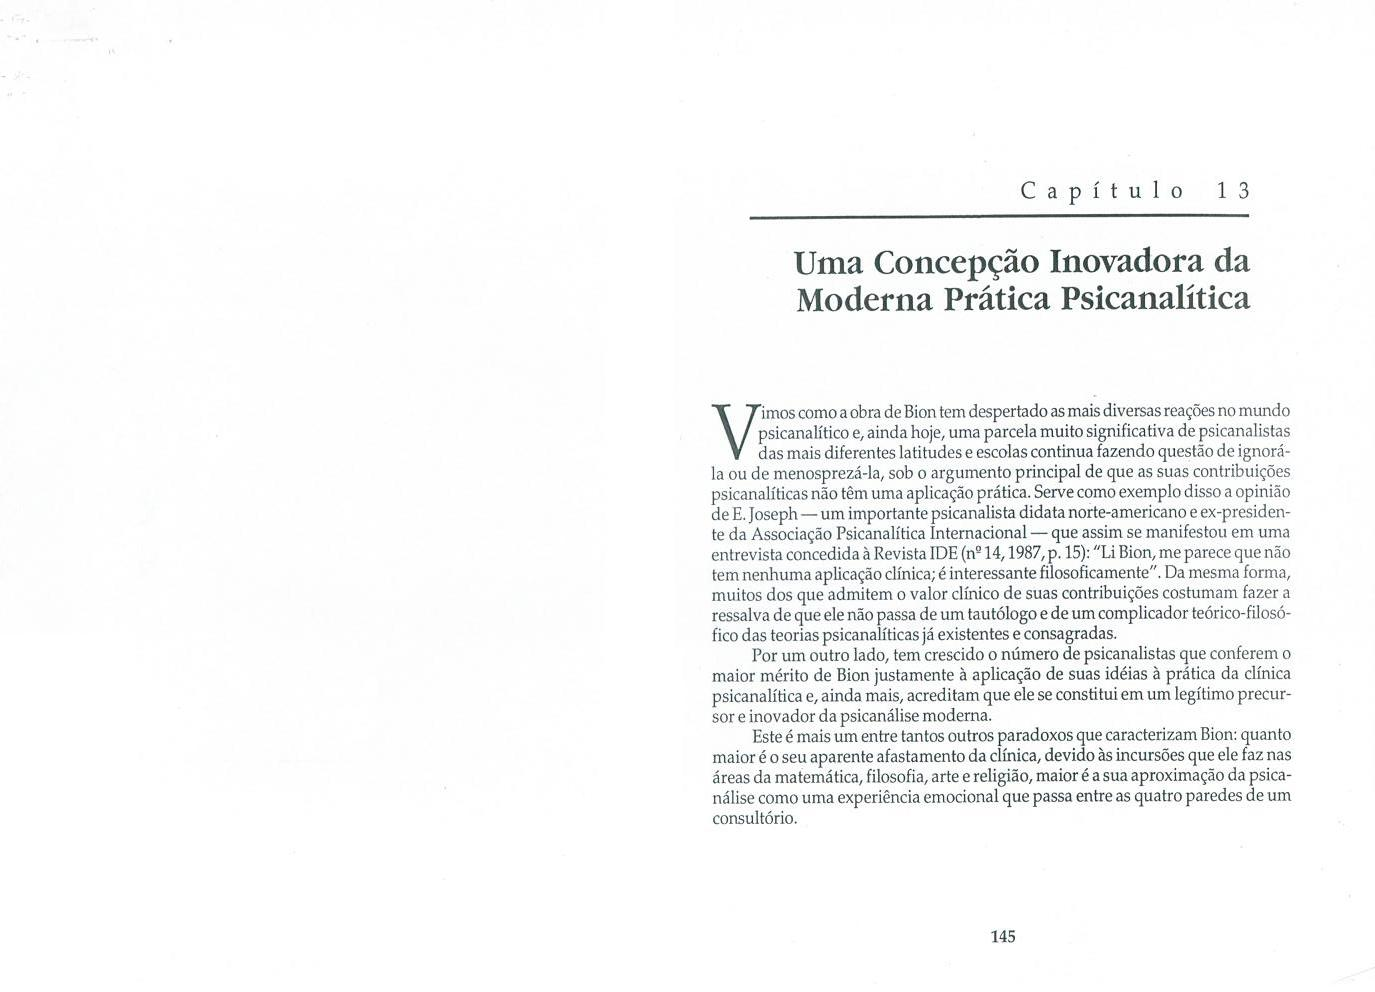 Capítulo 13
Uma Concepção Inovadora da
Moderna Prática Psicanalítica
Vimos como a obra de Bion tem despertado as mais diversas reações no mundo
psicanalítico e, ainda hoje, uma parcela muito significativa de psicanalistas
das mais diferentes latitudes e escolas continua fazendo questão de ignorá-
la ou de menosprezá-la, sob o argumento principal de que as suas contribuições
psicanalíticas não têm uma aplicação prática. Serve como exemplo disso a opinião
de E. Joseph — um importante psicanalista didata norte-americano e ex-presiden-
te da Associação Psicanalítica Internacional — que assim se manifestou em uma
entrevista concedida à Revista IDE (nº 14, 1987, p. 15): "Li Bion, me parece que não
tem nenhuma aplicação clínica; é interessante filosoficamente". Da mesma forma,
muitos dos que admitem o valor clínico de suas contribuições costumam fazer a
ressalva de que ele não passa de um tautólogo e de um complicador teórico-filosó-
fico das teorias psicanalíticas já existentes e consagradas.
Por um outro lado, tem crescido o número de psicanalistas que conferem o
maior mérito de Bion justamente à aplicação de suas idéias à prática da clínica
psicanalítica e, ainda mais, acreditam que ele se constitui em um legítimo precur-
sor e inovador da psicanálise moderna.
Este é mais um entre tantos outros paradoxos que caracterizam Bion: quanto
maior é o seu aparente afastamento da clínica, devido às incursões que ele faz nas
áreas da matemática, filosofia, arte e religião, maior é a sua aproximação da psica-
nálise como uma experiência emocional que passa entre as quatro paredes de um
consultório.
145